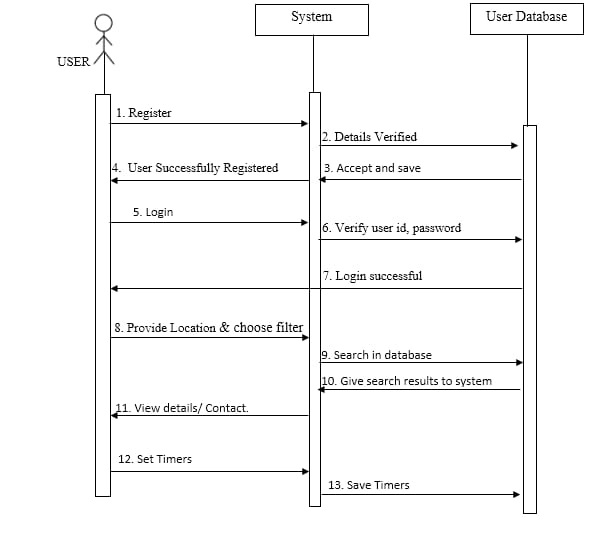 System
User Database
USER
1. Register
2. Details Verified
4. User Successfully Registered
3. Accept and save
5. Login
6. Verify user id, password
7. Login successful
8. Provide Location & choose filter
9. Search in database
10. Give search results to system
11. View details/ Contact.
12. Set Timers
13. Save Timers